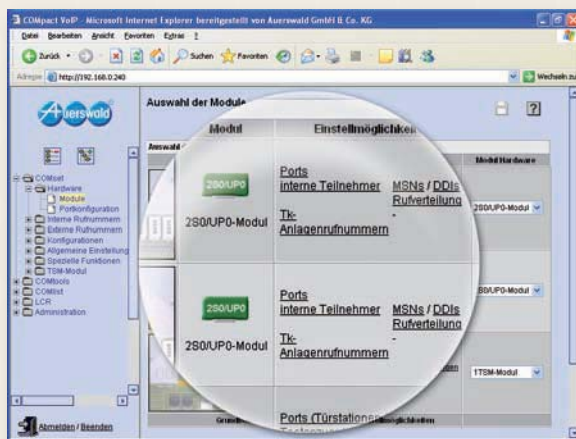 COMpact VoIP - Microsoft Internet Explorer bereitgestellt von Auerswald GmbH & Co. KG
Datei Bearbeiten Ansicht Favoriten Extras ?
Zurück Suchen Favoriten
Adresse http://192.168.0.240 Wechseln zu
Auerswald
Auswahl der Module
?
COMset
Hardware
Module
Portkonfiguration
Interne Rufnummern
Externe Rufnummern
Konfigurationen
Allgemeine Einstellung
Spezielle Funktionen
TSM-Modul
COMtools
COMlist
LCR
Administration
Abmelden / Beenden
Modul Einstellmöglichkei
Modul Hardware
2S0/UP0
2S0/UP0-Modul
Ports
interne Teilnehmer
MSNs / DDIs
Rufverteilung
Tk-
Anlagenrufnummern
-
2S0/UP0-Modul
2S0/UP0
2S0/UP0-Modul
Ports
interne Teilnehmer
MSNs / DDIs
Rufverteilung
Tk-
Anlagenrufnummern
-
1TSM-Modul
Ports (Türstationen